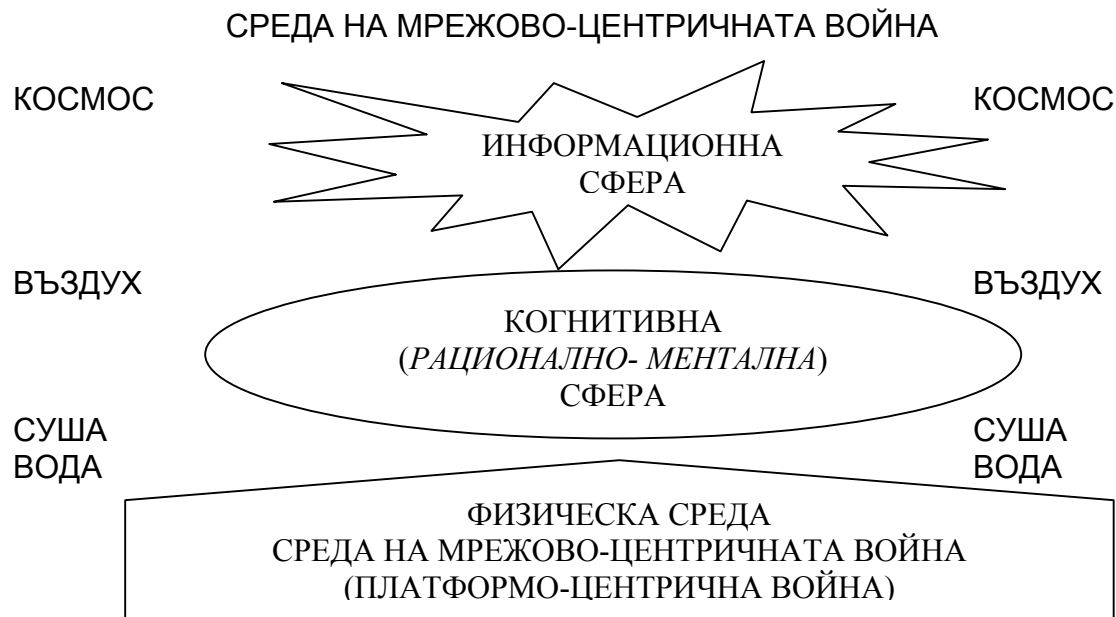 СРЕДА НА МРЕЖОВО-ЦЕНТРИЧНАТА ВОЙНА
КОСМОС
КОСМОС
ИНФОРМАЦИОННА
СФЕРА
ВЪЗДУХ
ВЪЗДУХ
КОГНИТИВНА
(РАЦИОНАЛНО- МЕНТАЛНА)
СФЕРА
СУША
ВОДА
СУША
ВОДА
ФИЗИЧЕСКА СРЕДА
СРЕДА НА МРЕЖОВО-ЦЕНТРИЧНАТА ВОЙНА
(ПЛАТФОРМО-ЦЕНТРИЧНА ВОЙНА)